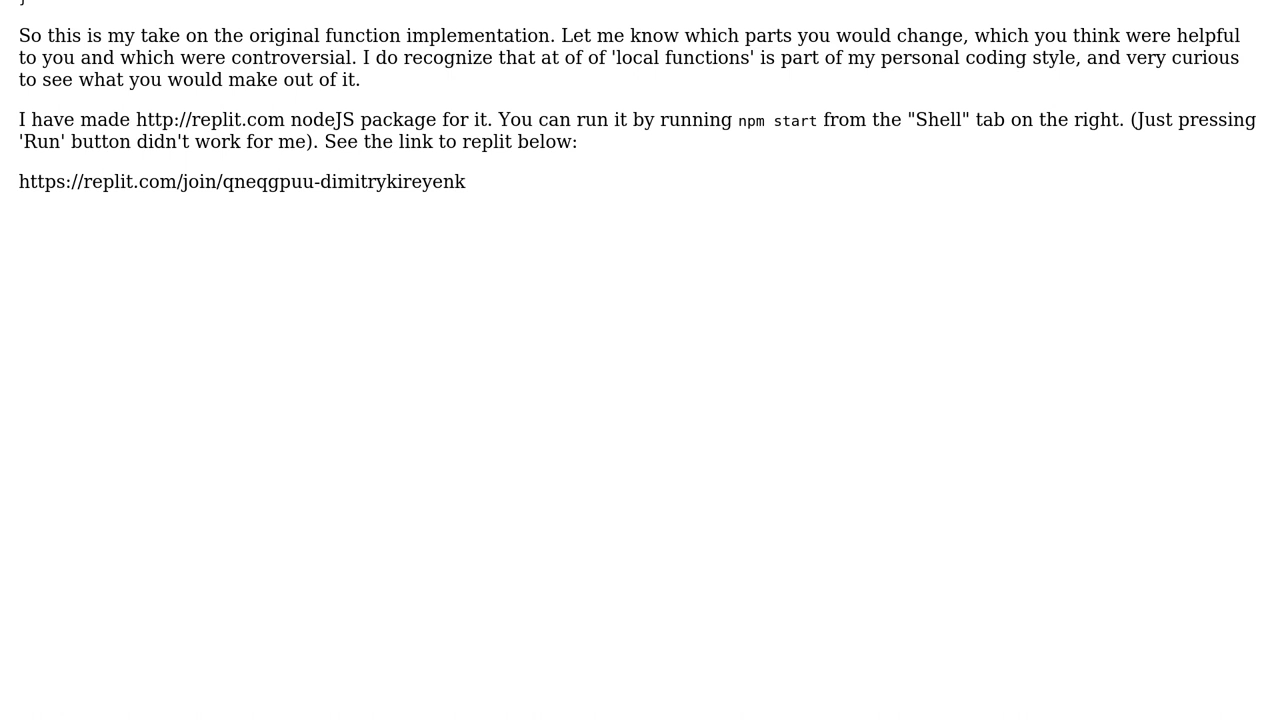 }
So this is my take on the original function implementation. Let me know which parts you would change, which you think were helpful
to you and which were controversial. I do recognize that at of of 'local functions' is part of my personal coding style, and very curious
to see what you would make out of it.
I have made http://replit.com nodeJS package for it. You can run it by running npm start from the "Shell" tab on the right. (Just pressing
'Run' button didn't work for me). See the link to replit below:
https://replit.com/join/qneqgpuu-dimitrykireyenk